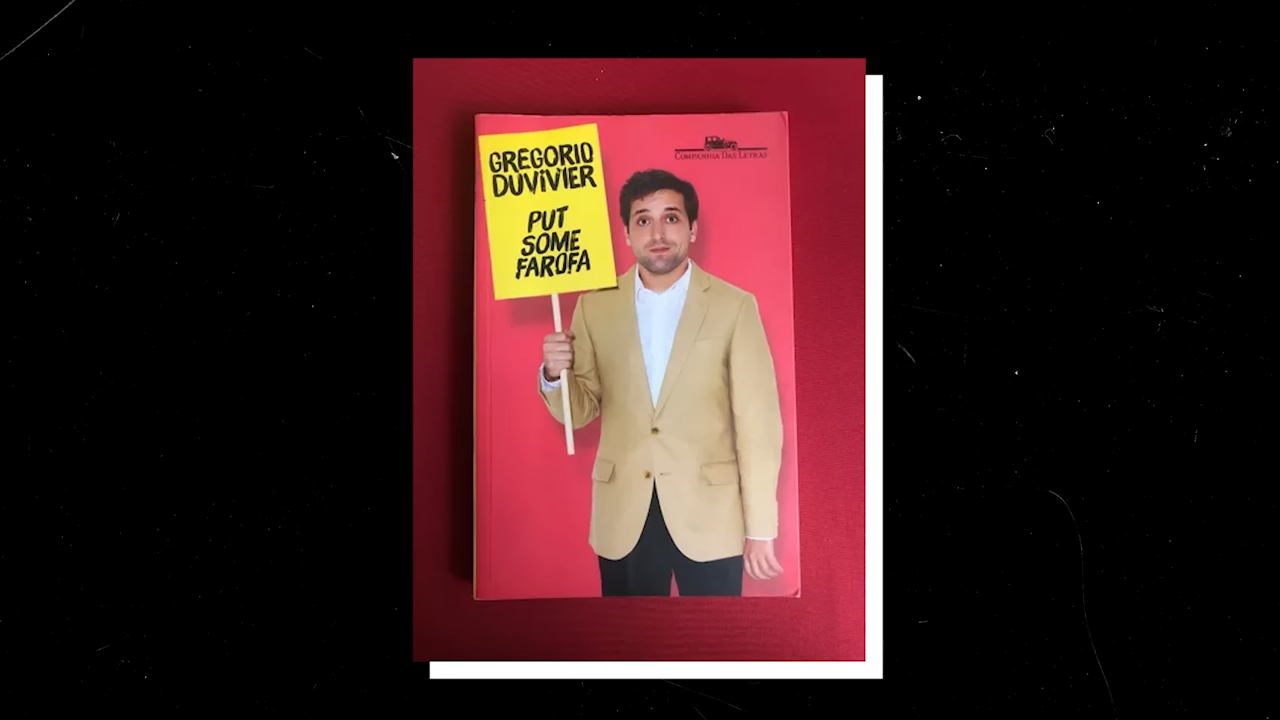 GREGORIO
DUVIVIER
PUT
SOME
FAROFA
COMPANHIA DAS LETRAS